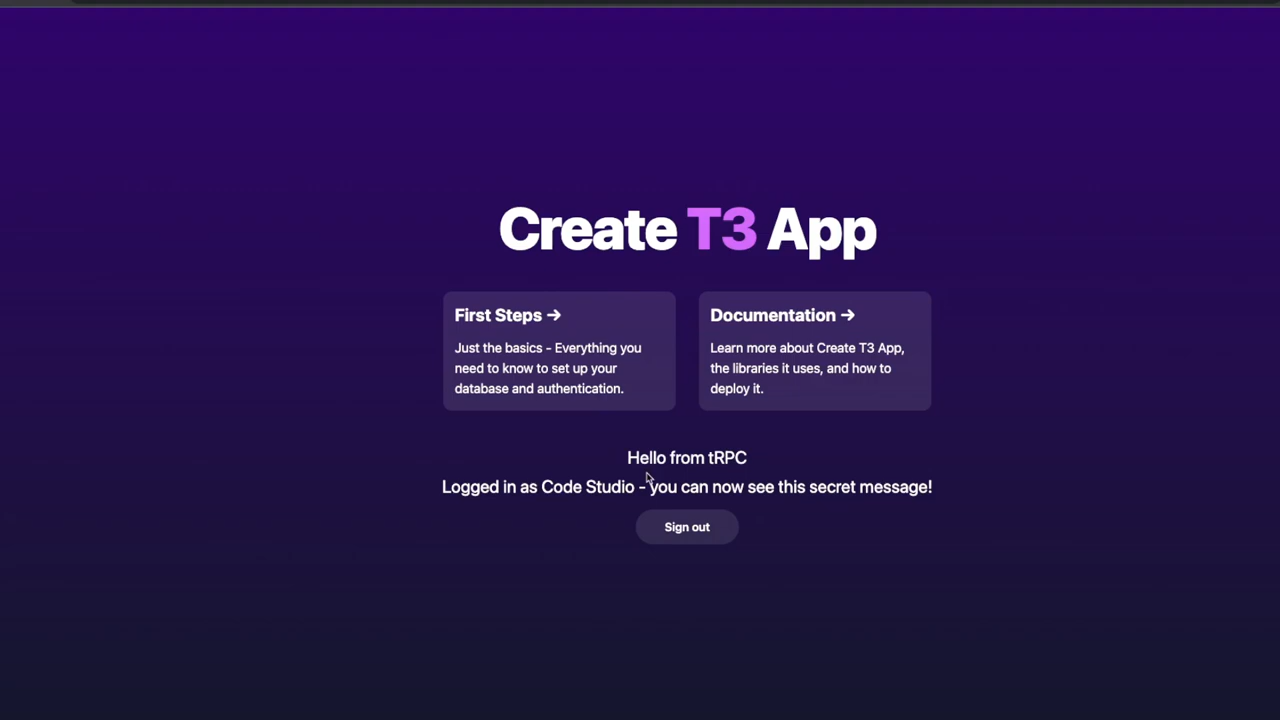 Create T3 App
First Steps →
Just the basics - Everything you
need to know to set up your
database and authentication.
Documentation →
Learn more about Create T3 App,
the libraries it uses, and how to
deploy it.
Hello from tRPC
Logged in as Code Studio - you can now see this secret message!
Sign out